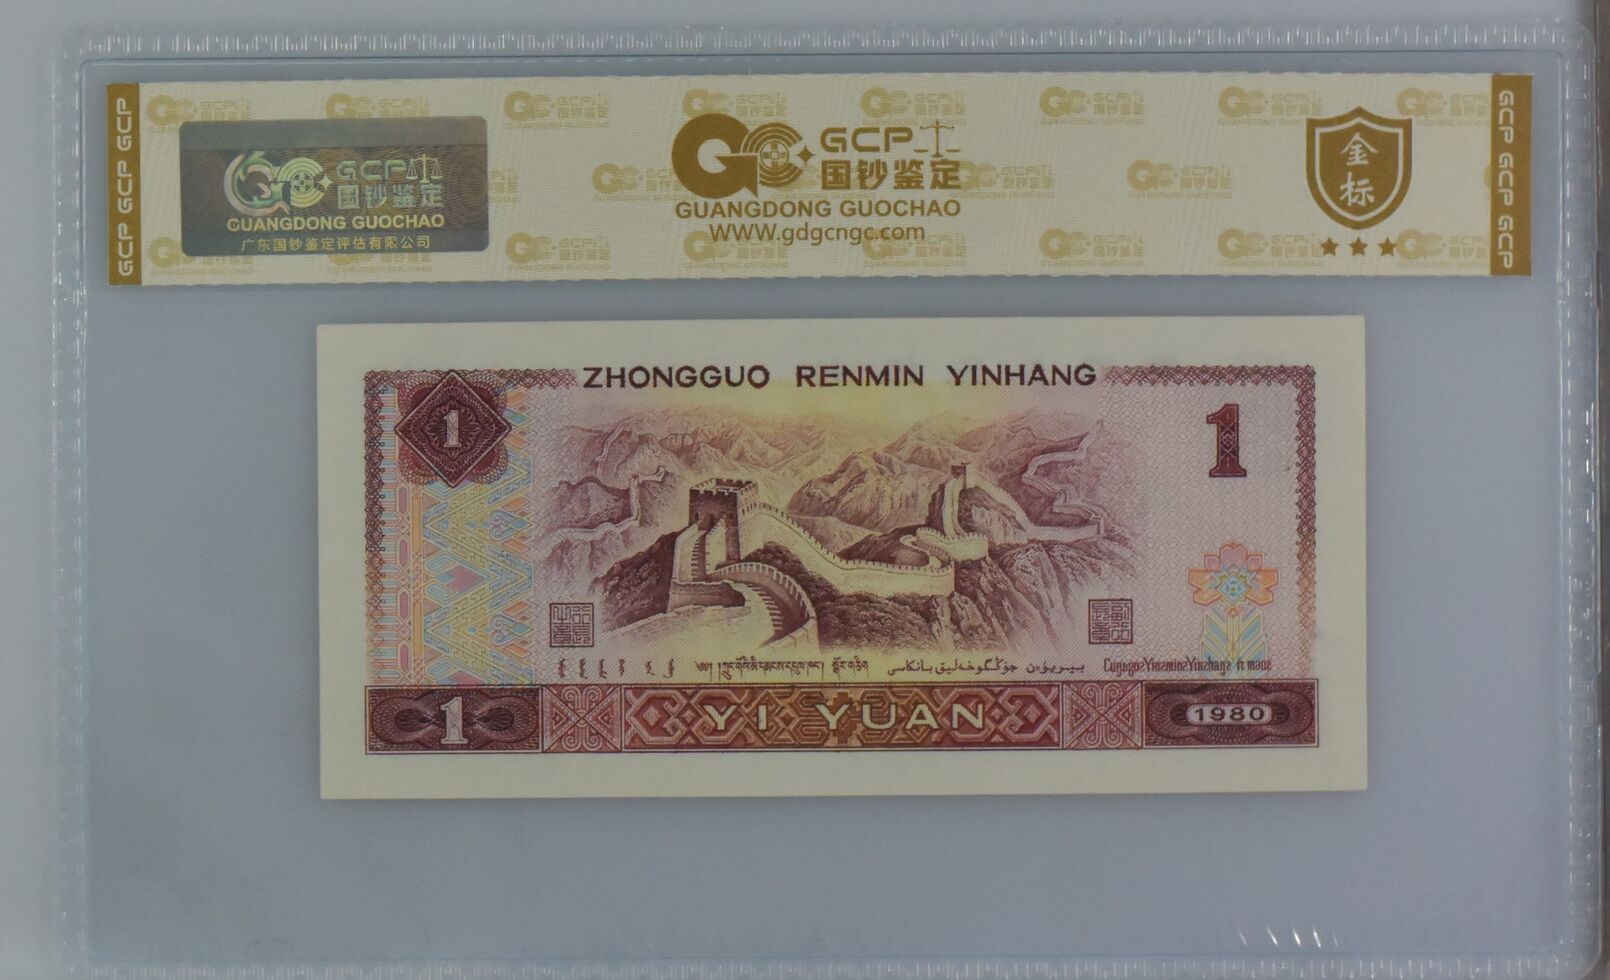 GCP GCP GCP
GCP
国钞鉴定
GUANGDONG GUOCHAO
广东国钞鉴定评估有限公司
GCP
国钞鉴定
GUANGDONG GUOCHAO
WWW.gdgcngc.com
金标
GCP GCP GCP
ZHONGGUO RENMIN YINHANG
1
1
1
YI YUAN
1980